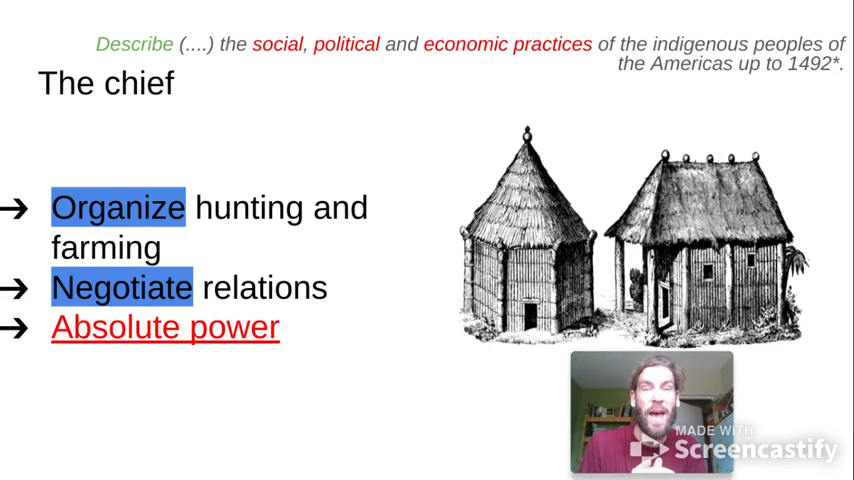 Describe (....) the social, political and economic practices of the indigenous peoples of
the Americas up to 1492*.
The chief
➔ Organize hunting and
farming
➔ Negotiate relations
➔ Absolute power
MADE WITH
Screencastify